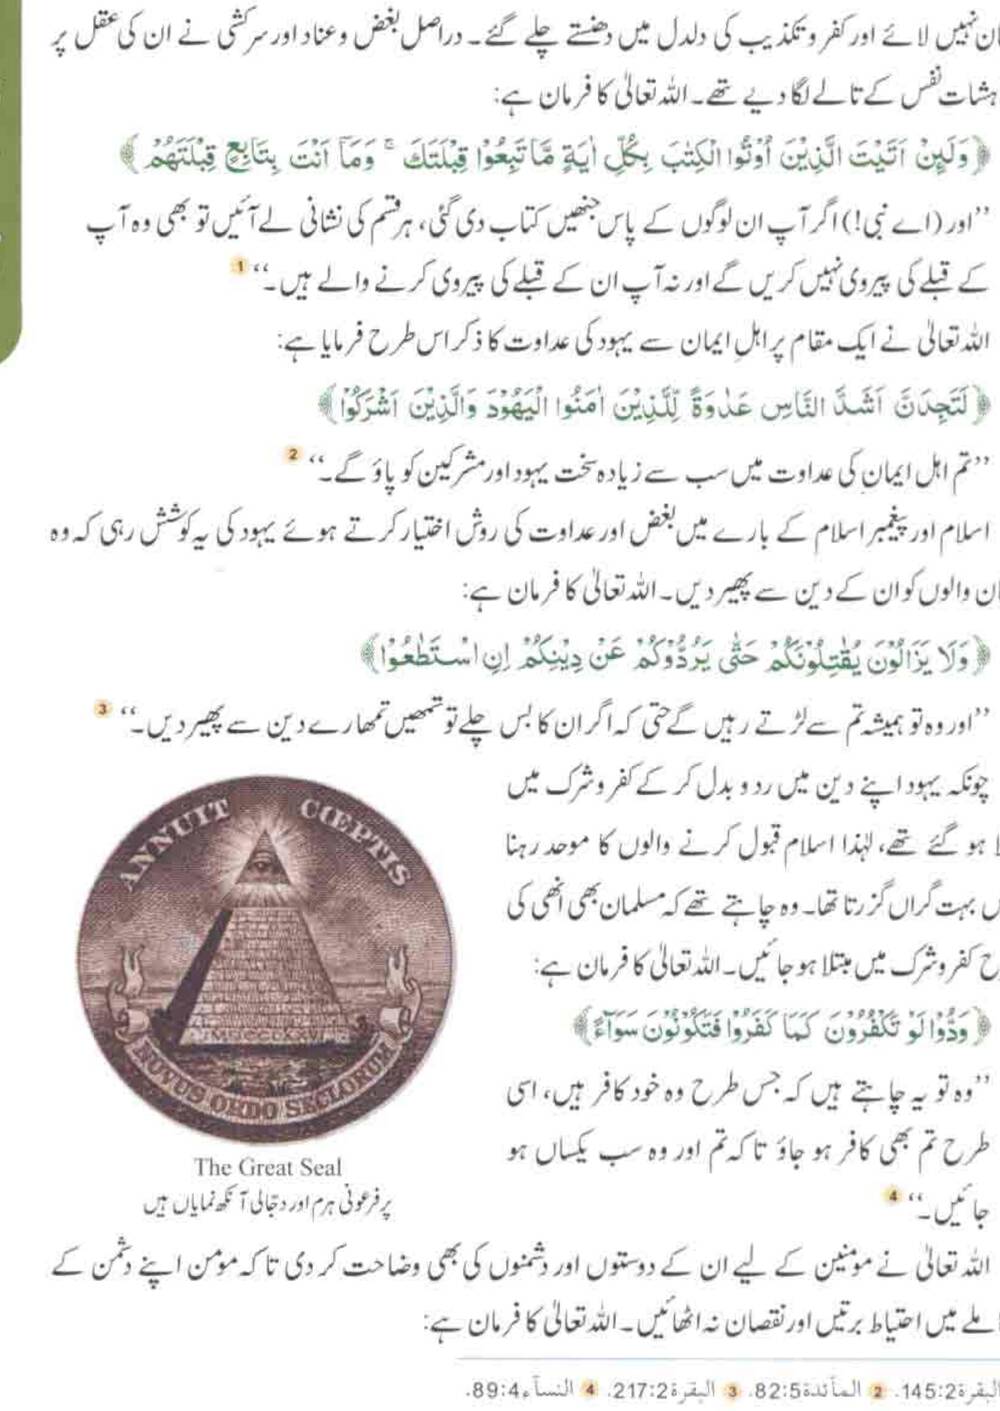 ان نہیں لائے اور کفر و تکذیب کی دلدل میں دھنستے چلے گئے۔ دراصل بغض و عناد اور سرکشی نے ان کی عقل پر
ہشات نفس کے تالے لگا دیے تھے۔ اللہ تعالیٰ کا فرمان ہے:
﴿وَلَىِٕنْ اَتَيْتَ الَّذِيْنَ اُوْتُوا الْكِتٰبَ بِكُلِّ اٰيَةٍ مَّا تَبِعُوْا قِبْلَتَكَ ۚ وَمَآ اَنْتَ بِتَابِعٍ قِبْلَتَهُمْ﴾
’’اور (اے نبی!) اگر آپ ان لوگوں کے پاس جنھیں کتاب دی گئی، ہر قسم کی نشانی لے آئیں تو بھی وہ آپ
کے قبلے کی پیروی نہیں کریں گے اور نہ آپ ان کے قبلے کی پیروی کرنے والے ہیں۔‘‘ 1
اللہ تعالیٰ نے ایک مقام پر اہلِ ایمان سے یہود کی عداوت کا ذکر اس طرح فرمایا ہے:
﴿لَتَجِدَنَّ اَشَدَّ النَّاسِ عَدٰوَةً لِّلَّذِيْنَ اٰمَنُوا الْيَهُوْدَ وَالَّذِيْنَ اَشْرَكُوْا﴾
’’تم اہل ایمان کی عداوت میں سب سے زیادہ سخت یہود اور مشرکین کو پاؤ گے۔‘‘ 2
اسلام اور پیغمبر اسلام کے بارے میں بغض اور عداوت کی روش اختیار کرتے ہوئے یہود کی یہ کوشش رہی کہ وہ
ان والوں کو ان کے دین سے پھیر دیں۔ اللہ تعالیٰ کا فرمان ہے:
﴿وَلَا يَزَالُوْنَ يُقٰتِلُوْنَكُمْ حَتّٰى يَرُدُّوْكُمْ عَنْ دِيْنِكُمْ اِنِ اسْتَطٰعُوْا﴾
’’اور وہ تو ہمیشہ تم سے لڑتے رہیں گے حتی کہ اگر ان کا بس چلے تو تمھیں تمھارے دین سے پھیر دیں۔‘‘ 3
چونکہ یہود اپنے دین میں رد و بدل کر کے کفر و شرک میں
لا ہو گئے تھے، لہٰذا اسلام قبول کرنے والوں کا موحد رہنا
ں بہت گراں گزرتا تھا۔ وہ چاہتے تھے کہ مسلمان بھی انھی کی
ح کفر و شرک میں مبتلا ہو جائیں۔ اللہ تعالیٰ کا فرمان ہے:
﴿وَدُّوْا لَوْ تَكْفُرُوْنَ كَمَا كَفَرُوْا فَتَكُوْنُوْنَ سَوَآءً﴾
’’وہ تو یہ چاہتے ہیں کہ جس طرح وہ خود کافر ہیں، اسی
طرح تم بھی کافر ہو جاؤ تا کہ تم اور وہ سب یکساں ہو
جائیں۔‘‘ 4
ANNUIT CŒPTIS
NOVUS ORDO SECLORUM
The Great Seal
پر فرعونی ہرم اور دجالی آنکھ نمایاں ہیں
اللہ تعالیٰ نے مومنین کے لیے ان کے دوستوں اور دشمنوں کی بھی وضاحت کر دی تا کہ مومن اپنے دشمن کے
املے میں احتیاط برتیں اور نقصان نہ اٹھائیں۔ اللہ تعالیٰ کا فرمان ہے:
البقرة 145:2. 2 المآئدة 82:5. 3 البقرة 217:2. 4 النسآء 89:4.